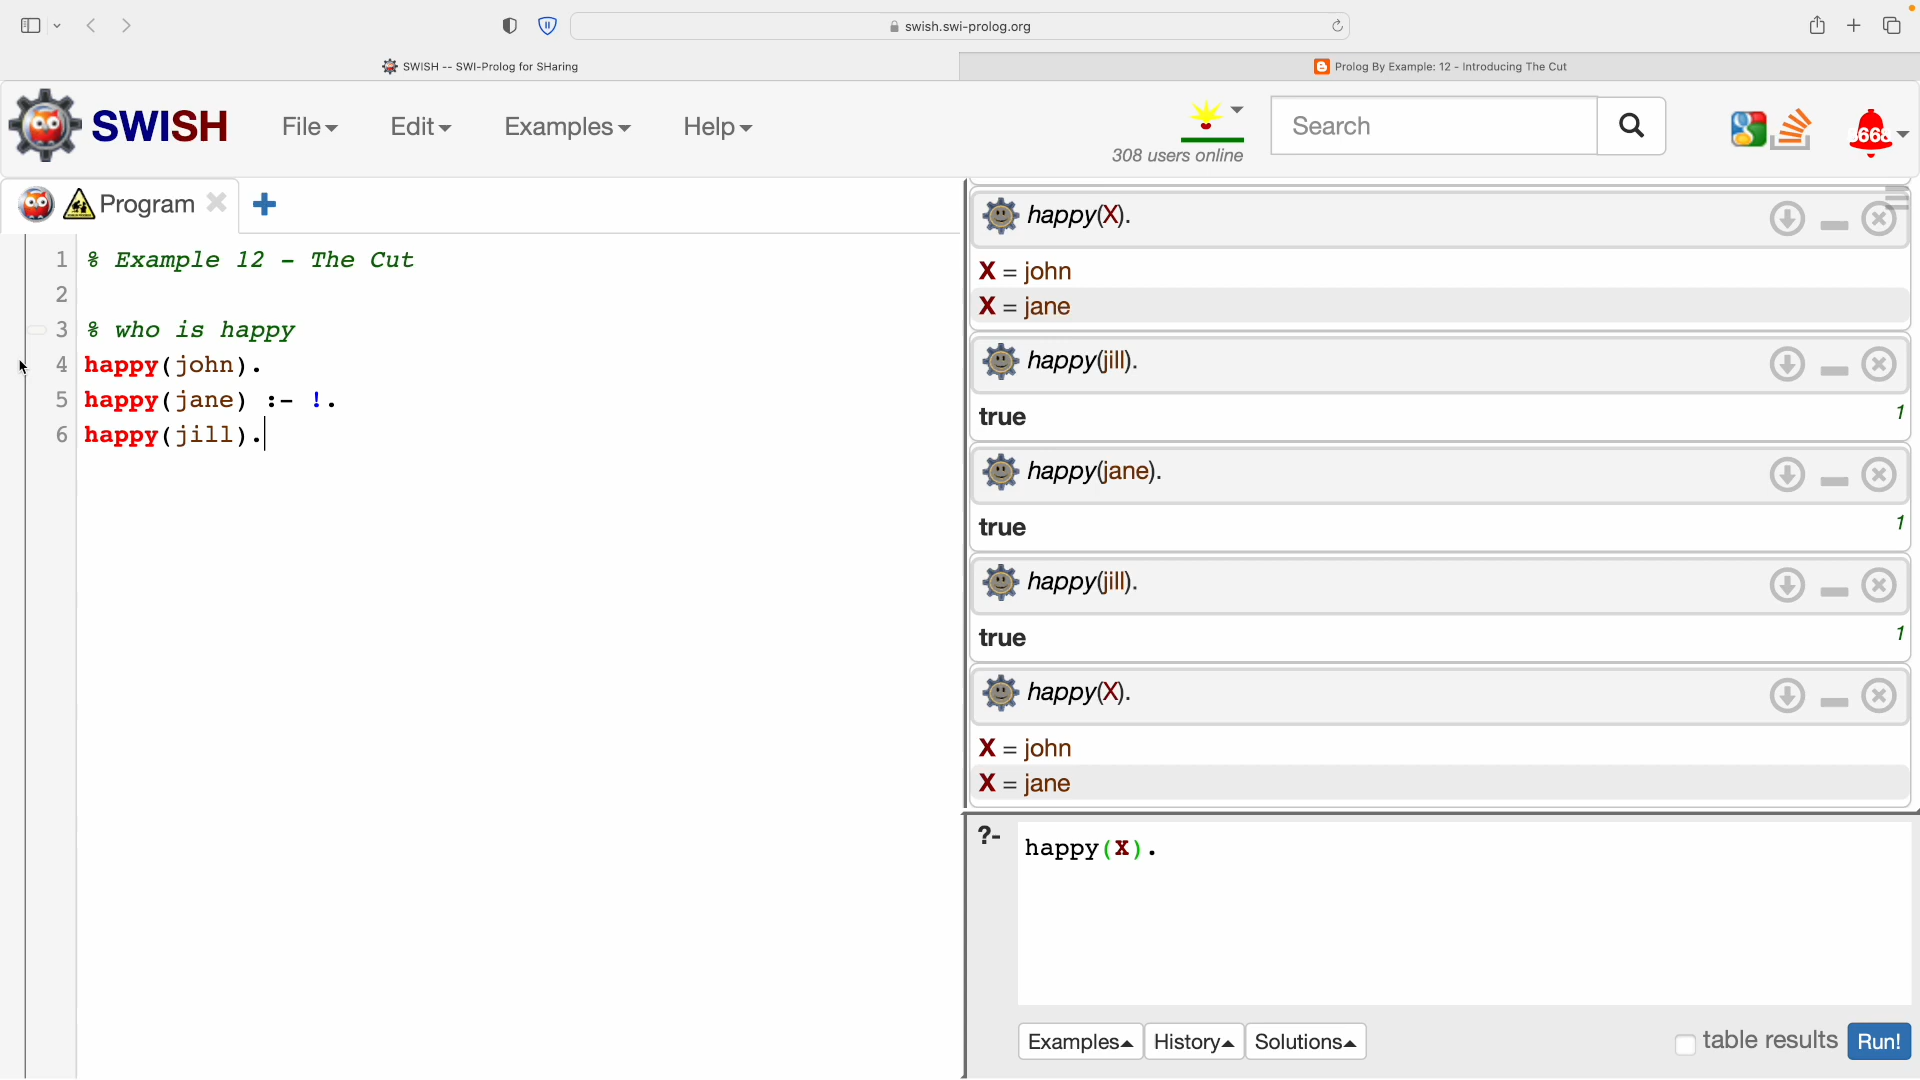 swish.swi-prolog.org
SWISH -- SWI-Prolog for SHaring
Prolog By Example: 12 - Introducing The Cut
SWISH
File
Edit
Examples
Help
308 users online
Search
Program
1 % Example 12 - The Cut
2
3 % who is happy
4 happy(john).
5 happy(jane) :- !.
6 happy(jill).
happy(X).
X = john
X = jane
happy(jill).
true 1
happy(jane).
true 1
happy(jill).
true 1
happy(X).
X = john
X = jane
?- happy(X).
Examples
History
Solutions
table results
Run!